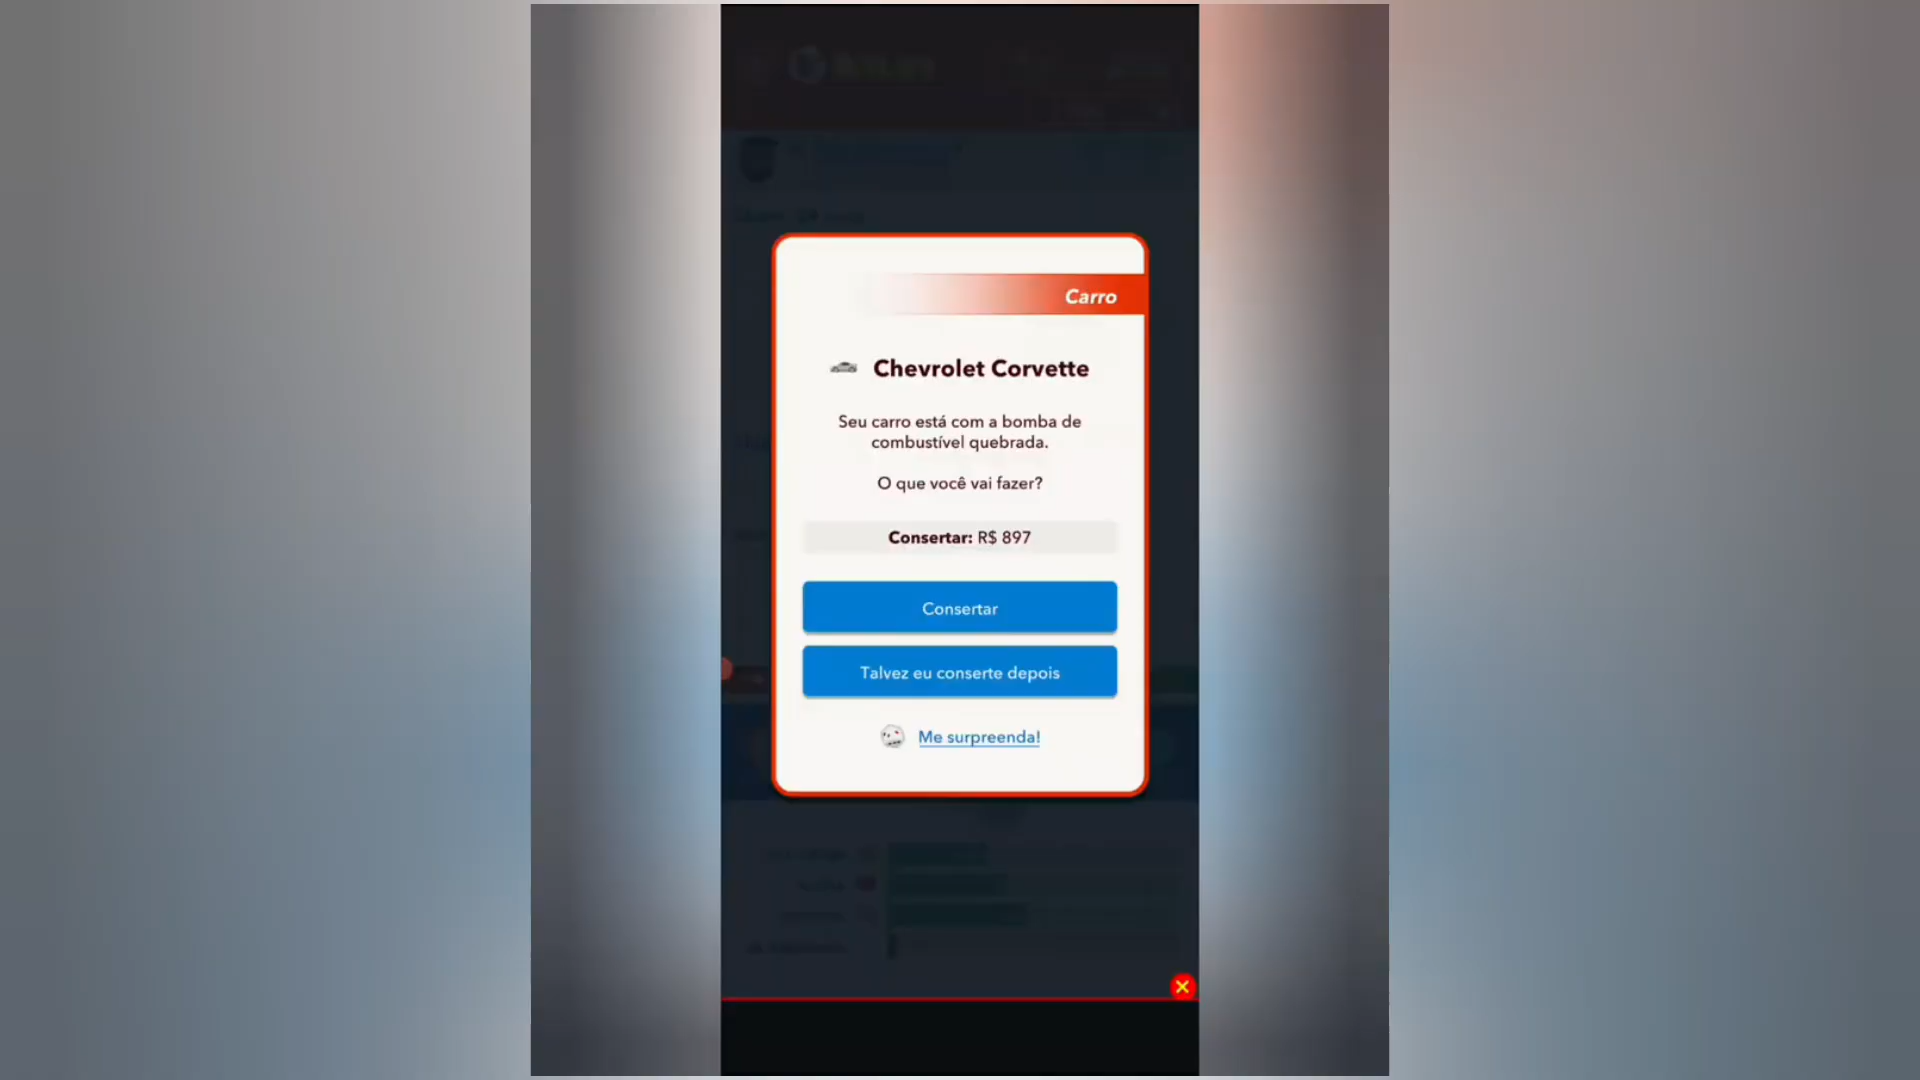 Carro
Chevrolet Corvette
Seu carro está com a bomba de
combustível quebrada.
O que você vai fazer?
Consertar: R$ 897
Consertar
Talvez eu conserte depois
Me surpreenda!